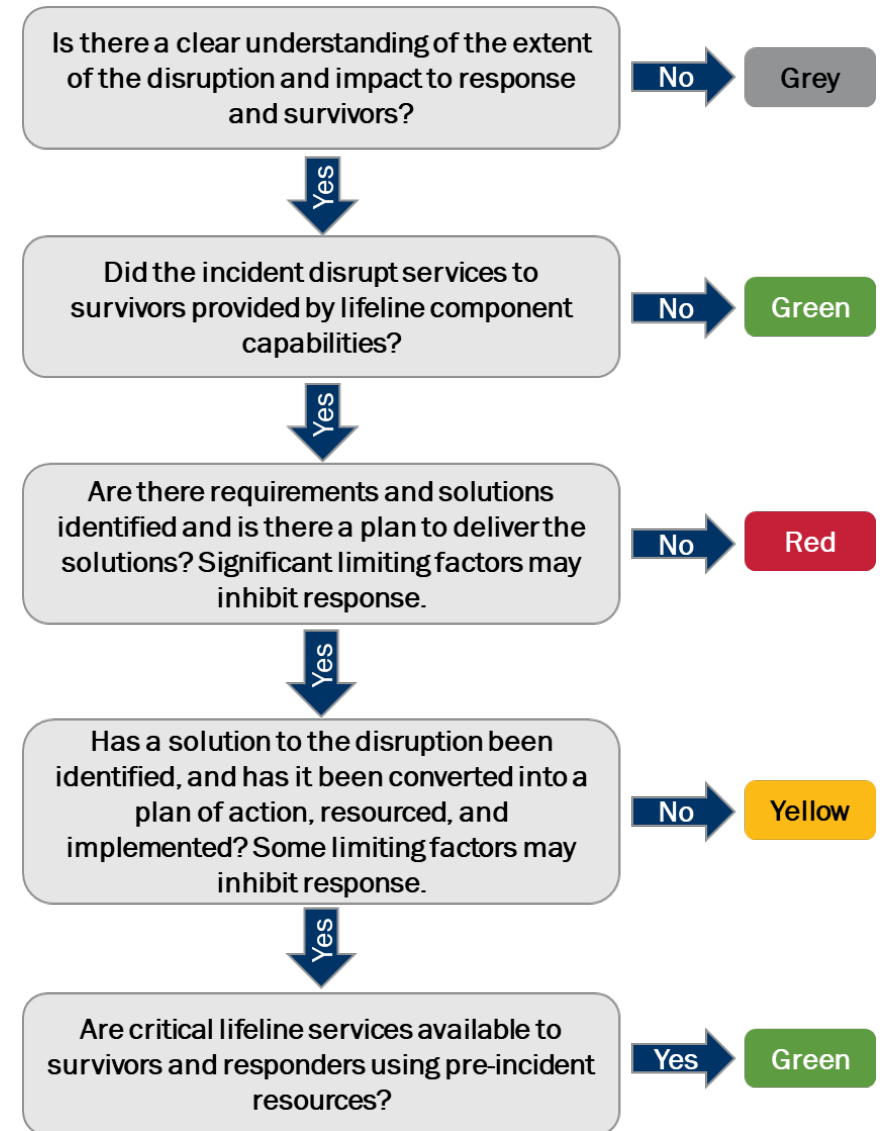 Is there a clear understanding of the extent
of the disruption and impact to response
and survivors?
No
Grey
Yes
Did the incident disrupt services to
survivors provided by lifeline component
capabilities?
No
Green
Yes
Are there requirements and solutions
identified and is there a plan to deliver the
solutions? Significant limiting factors may
inhibit response.
No
Red
Yes
Has a solution to the disruption been
identified, and has it been converted into a
plan of action, resourced, and
implemented? Some limiting factors may
inhibit response.
No
Yellow
Yes
Are critical lifeline services available to
survivors and responders using pre-incident
resources?
Yes
Green